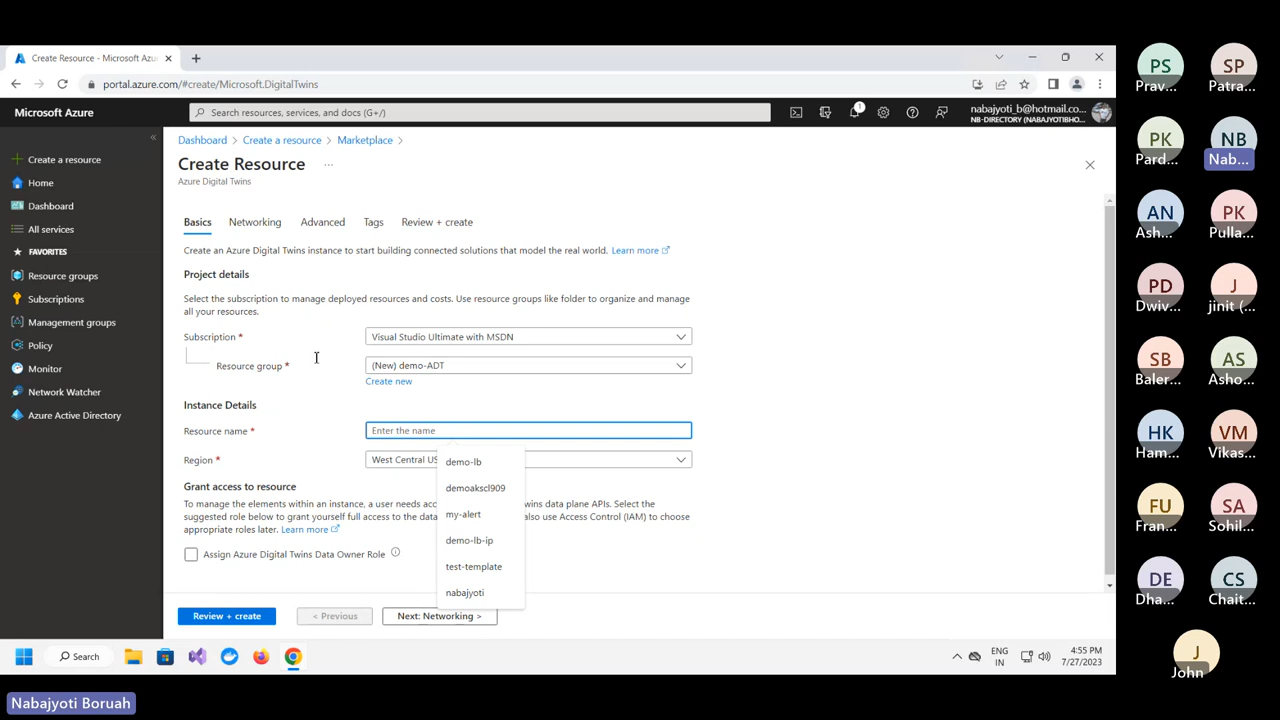 Create Resource - Microsoft Azu
portal.azure.com/#create/Microsoft.DigitalTwins
Microsoft Azure
Search resources, services, and docs (G+/)
1
nabajyoti_b@hotmail.co...
NB-DIRECTORY (NABAJYOTIBHO...
Create a resource
Home
Dashboard
All services
FAVORITES
Resource groups
Subscriptions
Management groups
Policy
Monitor
Network Watcher
Azure Active Directory
Dashboard > Create a resource > Marketplace >
Create Resource ...
Azure Digital Twins
Basics Networking Advanced Tags Review + create
Create an Azure Digital Twins instance to start building connected solutions that model the real world. Learn more
Project details
Select the subscription to manage deployed resources and costs. Use resource groups like folder to organize and manage
all your resources.
Subscription *
Visual Studio Ultimate with MSDN
Resource group *
(New) demo-ADT
Create new
Instance Details
Resource name *
Enter the name
Region *
West Central US
demo-lb
demoakscl909
my-alert
demo-lb-ip
test-template
nabajyoti
Grant access to resource
To manage the elements within an instance, a user needs acc wins data plane APIs. Select the
suggested role below to grant yourself full access to the data also use Access Control (IAM) to choose
appropriate roles later. Learn more
Assign Azure Digital Twins Data Owner Role
Review + create
< Previous
Next: Networking >
Search
ENG
IN
4:55 PM
7/27/2023
PS
Prav...
SP
Patra...
PK
Pard...
NB
Nab...
AN
Ash...
PK
Pulla...
PD
Dwiv...
J
jinit (...
SB
Baler...
AS
Asho...
HK
Ham...
VM
Vikas...
FU
Fran...
SA
Sohil...
DE
Dha...
CS
Chait...
J
John
Nabajyoti Boruah